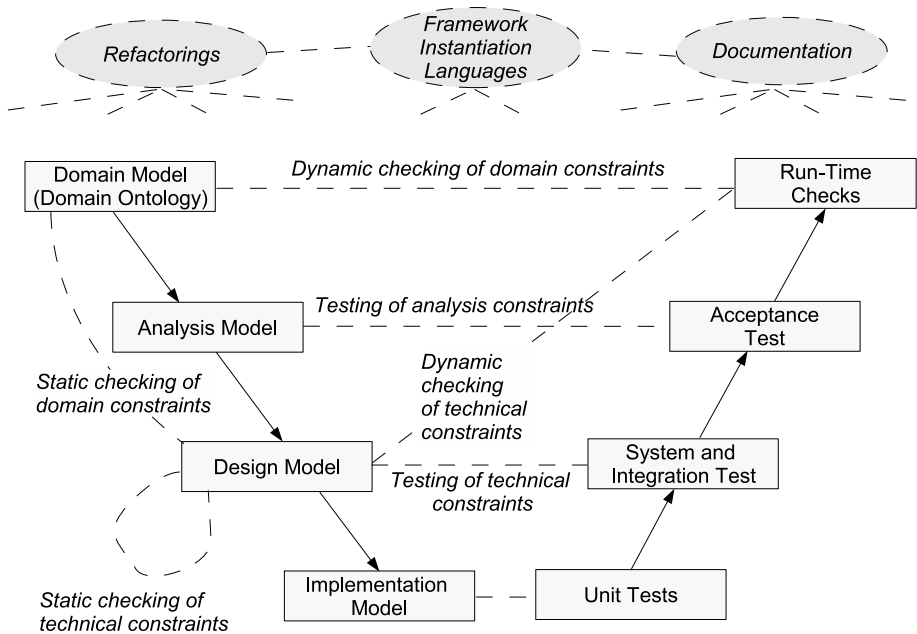 Refactorings
Framework
Instantiation
Languages
Documentation
Domain Model
(Domain Ontology)
Dynamic checking of domain constraints
Run-Time
Checks
Analysis Model
Testing of analysis constraints
Acceptance
Test
Static checking of
domain constraints
Dynamic
checking
of technical
constraints
Design Model
Testing of technical
constraints
System and
Integration Test
Static checking of
technical constraints
Implementation
Model
Unit Tests